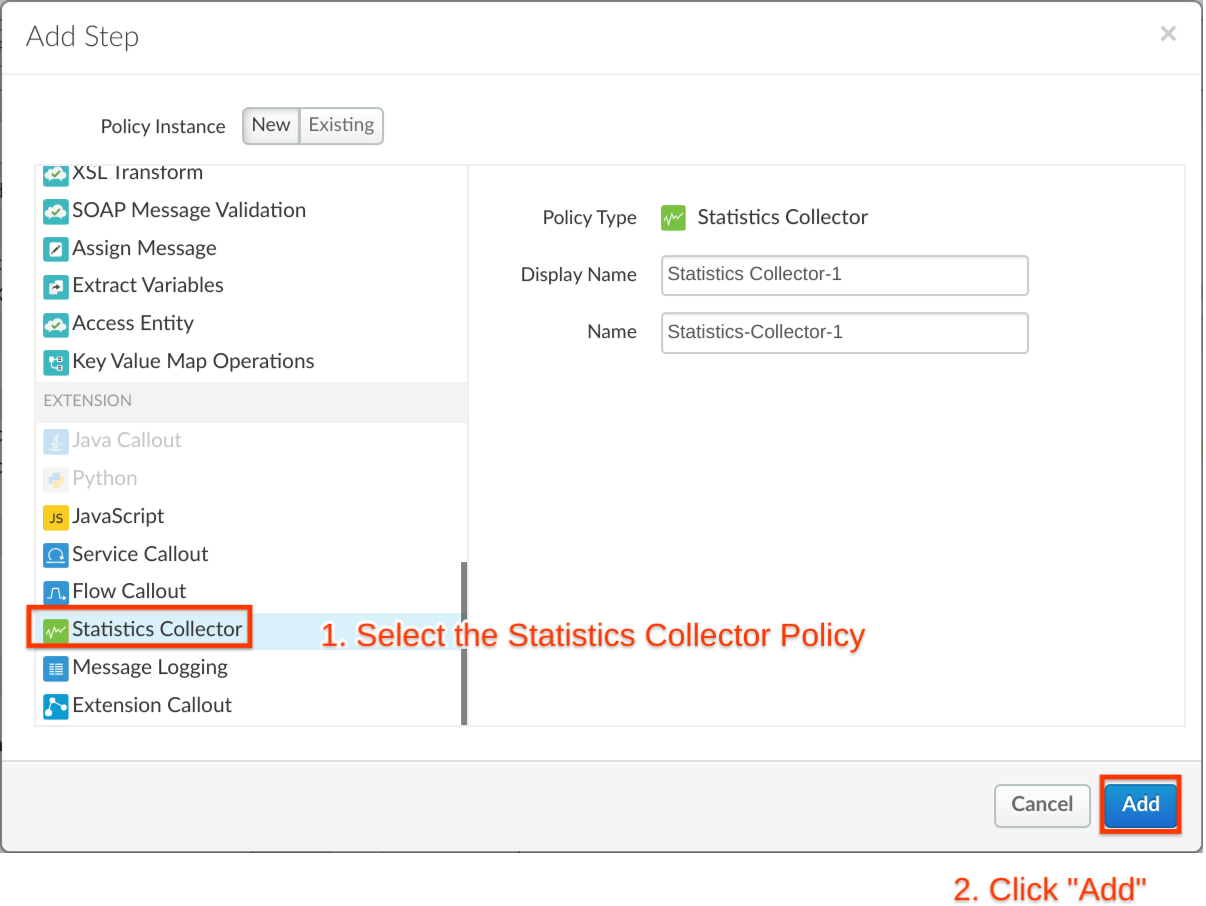 Add Step
×
Policy Instance New Existing
XSL Transform
SOAP Message Validation
Assign Message
Extract Variables
Access Entity
Key Value Map Operations
EXTENSION
Java Callout
Python
JS JavaScript
Service Callout
Flow Callout
Statistics Collector
Message Logging
Extension Callout
Policy Type Statistics Collector
Display Name Statistics Collector-1
Name Statistics-Collector-1
1. Select the Statistics Collector Policy
Cancel Add
2. Click "Add"